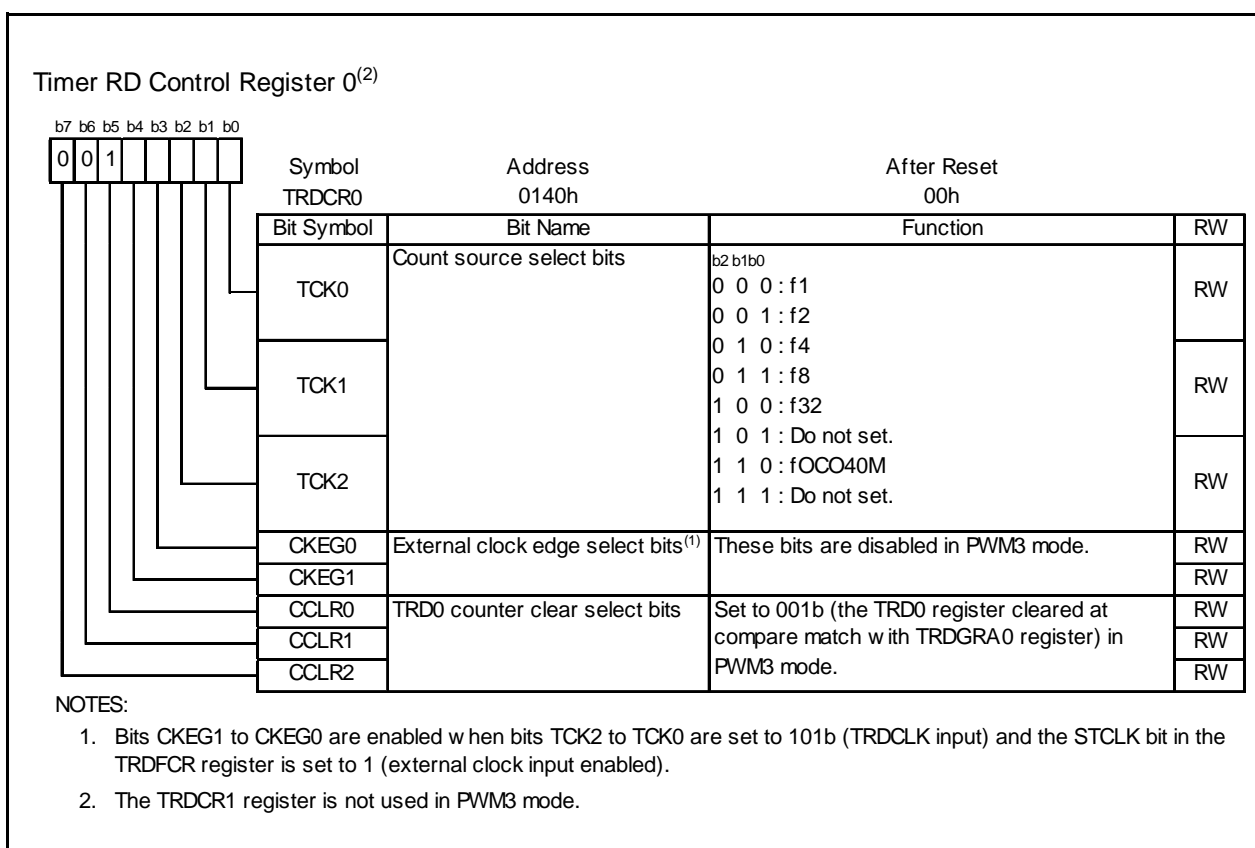 Timer RD Control Register 0(2)
b7 b6 b5 b4 b3 b2 b1 b0
0 0 1
Symbol Address After Reset
TRDCR0 0140h 00h
Bit Symbol Bit Name Function RW
TCK0 Count source select bits b2 b1 b0 RW
0 0 0 : f1
0 0 1 : f2
0 1 0 : f4
TCK1 0 1 1 : f8 RW
1 0 0 : f32
1 0 1 : Do not set.
TCK2 1 1 0 : fOCO40M RW
1 1 1 : Do not set.
CKEG0 External clock edge select bits(1) These bits are disabled in PWM3 mode. RW
CKEG1 RW
CCLR0 TRD0 counter clear select bits Set to 001b (the TRD0 register cleared at RW
CCLR1 compare match with TRDGRA0 register) in RW
CCLR2 PWM3 mode. RW
NOTES:
1. Bits CKEG1 to CKEG0 are enabled when bits TCK2 to TCK0 are set to 101b (TRDCLK input) and the STCLK bit in the
TRDFCR register is set to 1 (external clock input enabled).
2. The TRDCR1 register is not used in PWM3 mode.